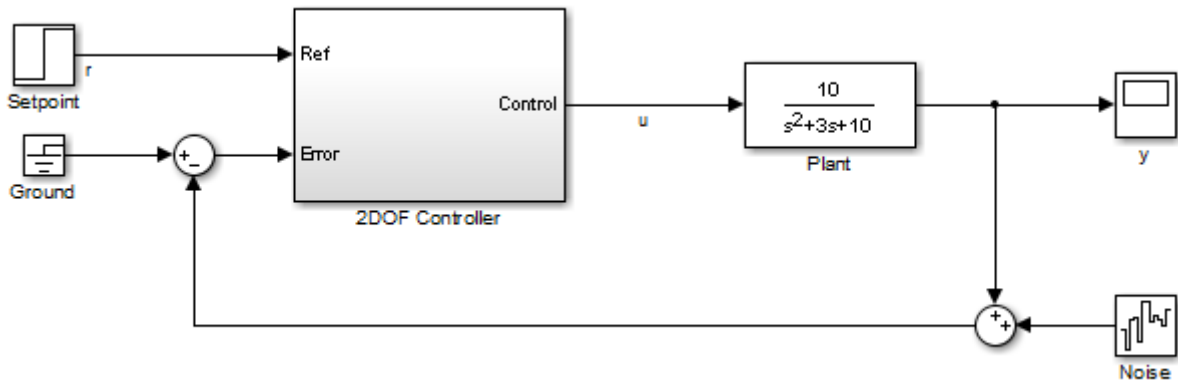 Setpoint
r
Ref
Control
Error
2DOF Controller
Ground
+
-
u
10
s²+3s+10
Plant
y
+
+
Noise